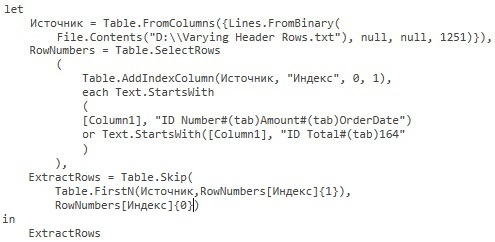 let
Источник = Table.FromColumns({Lines.FromBinary(
File.Contents("D:\\Varying Header Rows.txt"), null, null, 1251)}),
RowNumbers = Table.SelectRows
(
Table.AddIndexColumn(Источник, "Индекс", 0, 1),
each Text.StartsWith
(
[Column1], "ID Number#(tab)Amount#(tab)OrderDate")
or Text.StartsWith([Column1], "ID Total#(tab)164"
)
),
ExtractRows = Table.Skip(
Table.FirstN(Источник,RowNumbers[Индекс]{1}),
RowNumbers[Индекс]{0})
in
ExtractRows